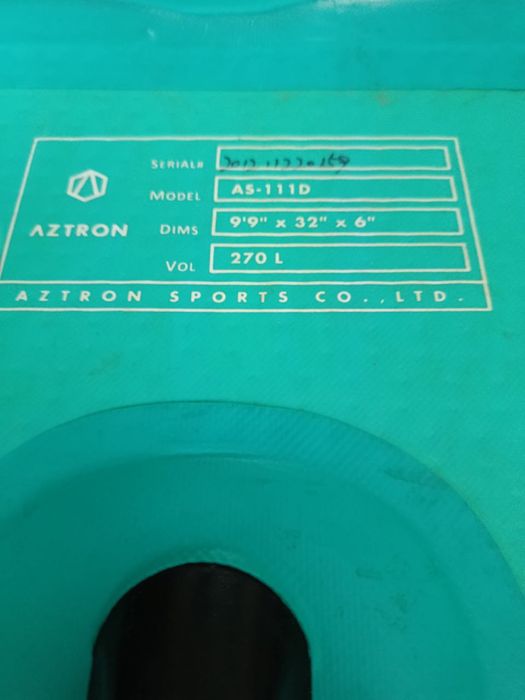 SERIAL#
MODEL AS-111D
AZTRON DIMS 9'9" x 32" x 6"
VOL 270 L
AZTRON SPORTS CO.,LTD.